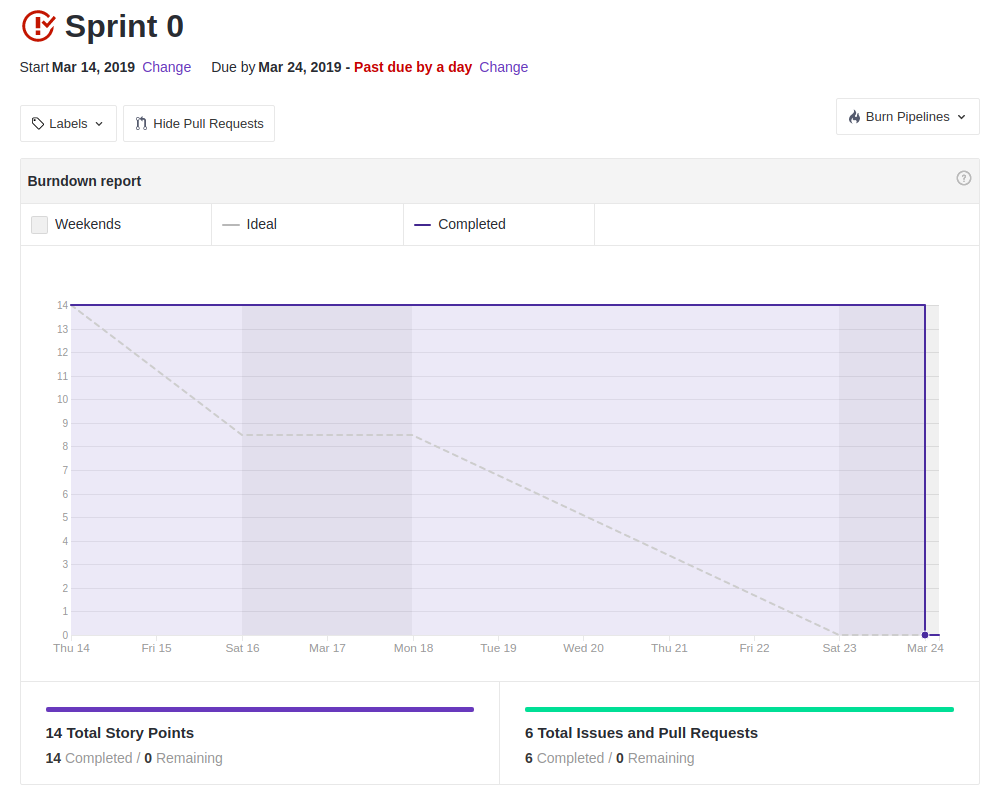 Sprint 0
Start Mar 14, 2019 Change Due by Mar 24, 2019 - Past due by a day Change
Labels Hide Pull Requests Burn Pipelines
Burndown report
Weekends Ideal Completed
14
13
12
11
10
9
8
7
6
5
4
3
2
1
0
Thu 14 Fri 15 Sat 16 Mar 17 Mon 18 Tue 19 Wed 20 Thu 21 Fri 22 Sat 23 Mar 24
14 Total Story Points
14 Completed / 0 Remaining
6 Total Issues and Pull Requests
6 Completed / 0 Remaining